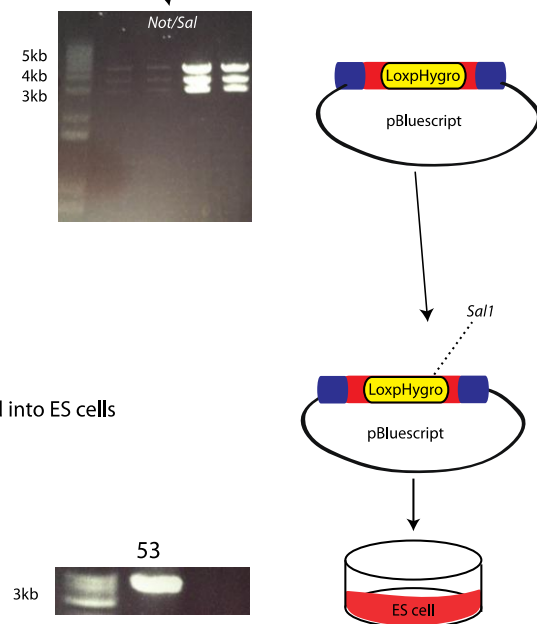 Not/Sal
5kb
4kb
3kb
LoxpHygro
pBluescript
Sal1
LoxpHygro
l into ES cells
pBluescript
53
3kb
ES cell